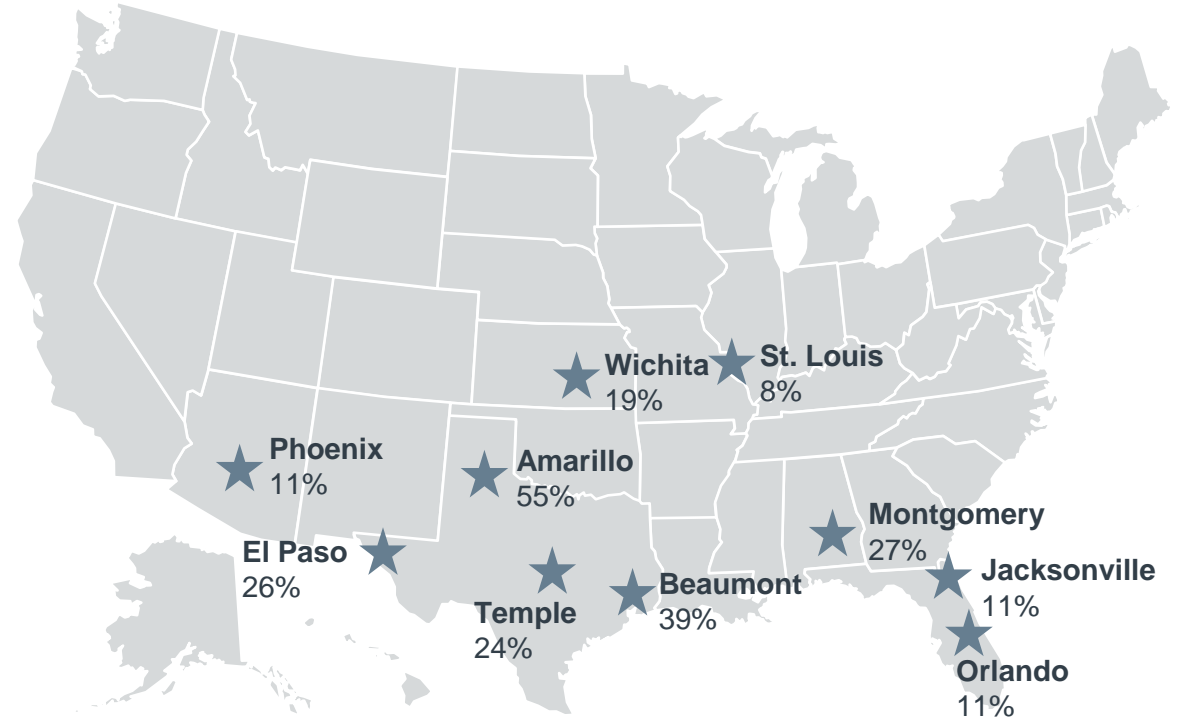 Wichita
19%
St. Louis
8%
Phoenix
11%
Amarillo
55%
El Paso
26%
Temple
24%
Beaumont
39%
Montgomery
27%
Jacksonville
11%
Orlando
11%